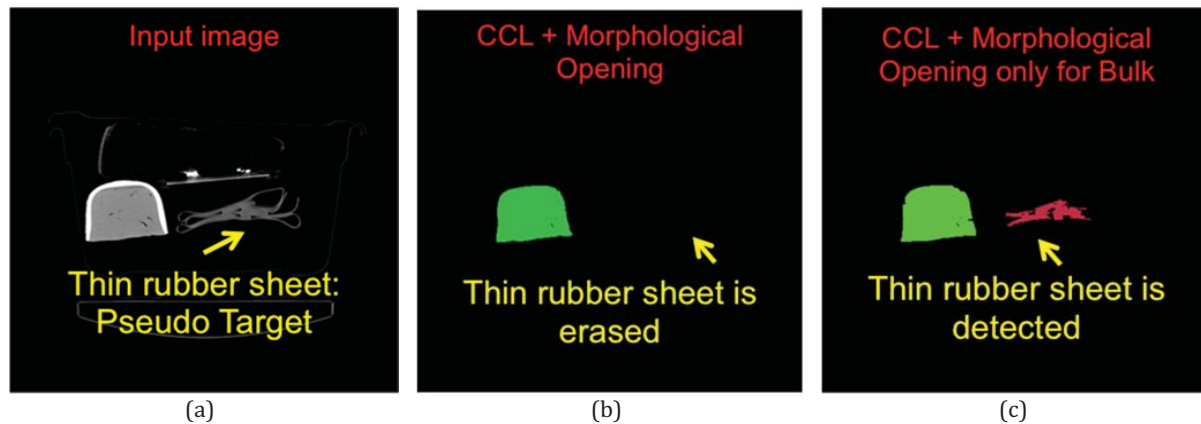 Input image
Thin rubber sheet:
Pseudo Target
(a)
CCL + Morphological
Opening
Thin rubber sheet is
erased
(b)
CCL + Morphological
Opening only for Bulk
Thin rubber sheet is
detected
(c)